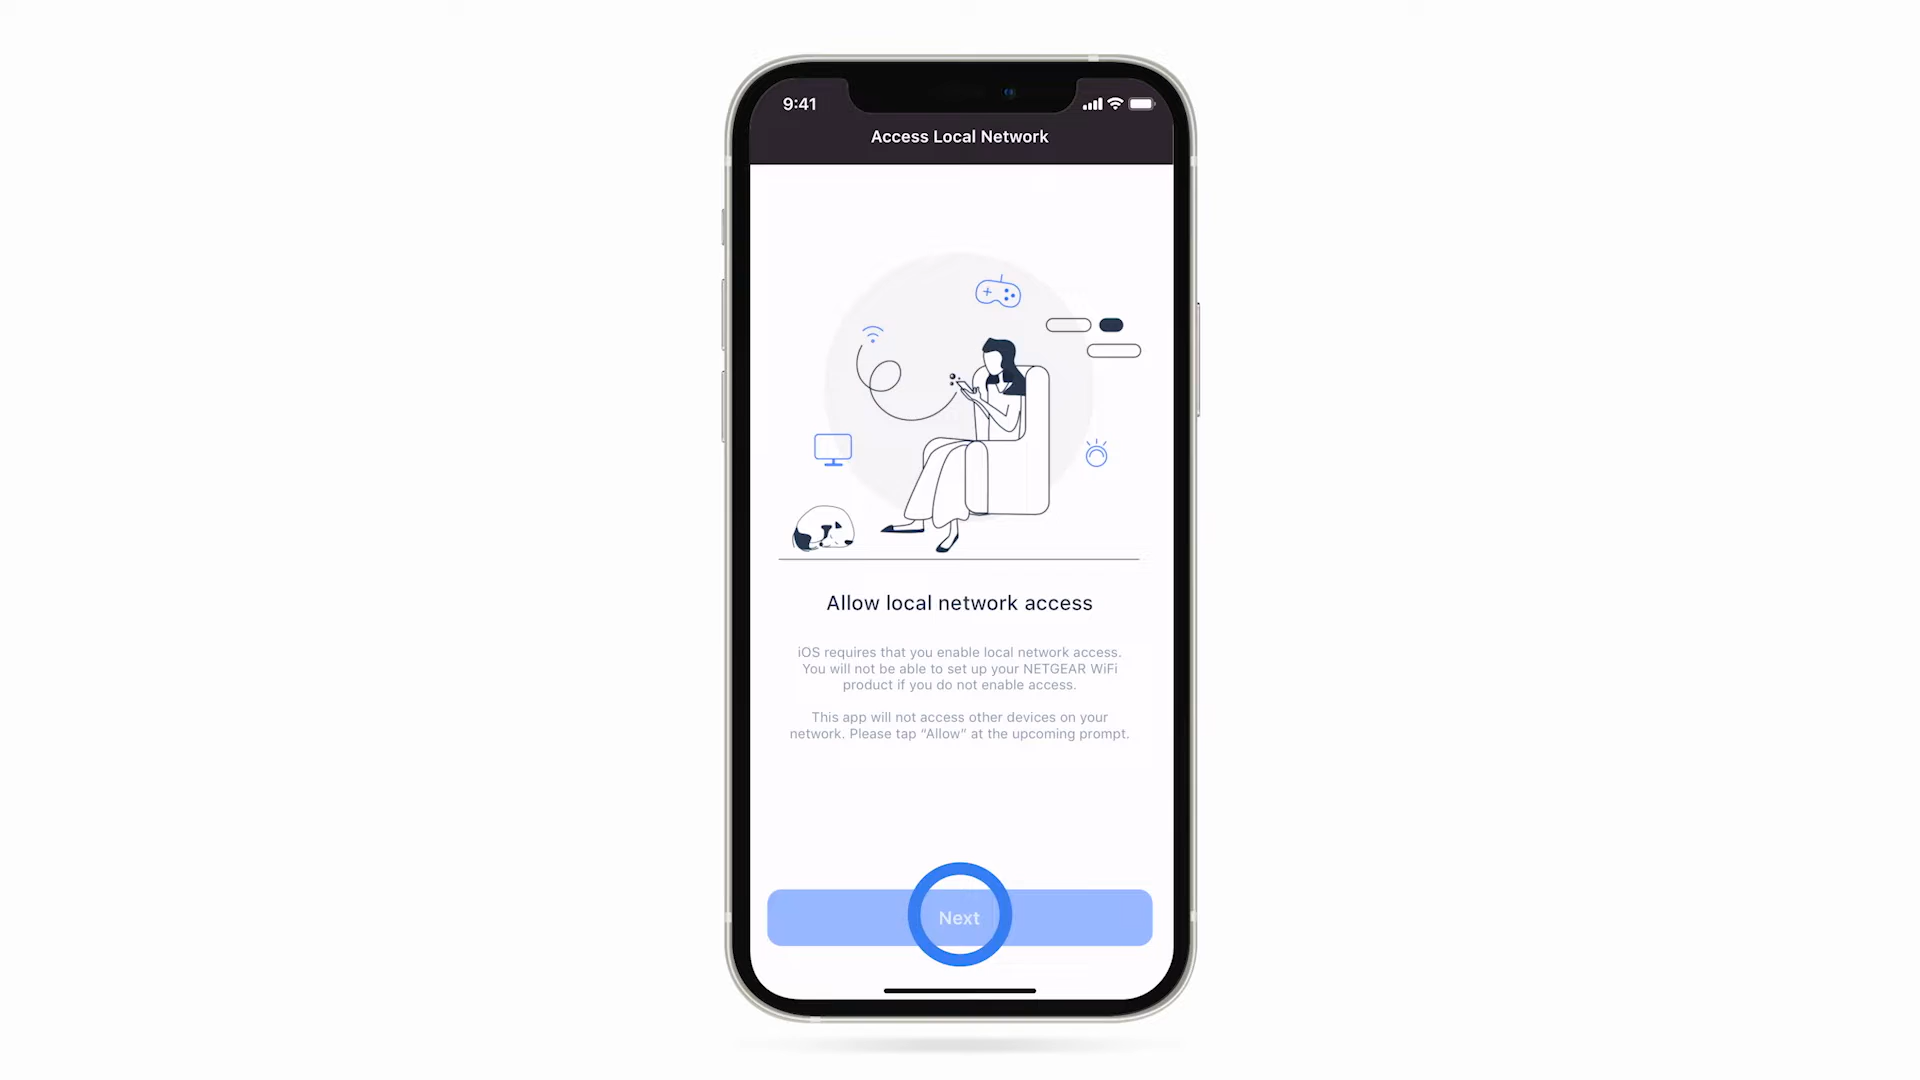 9:41
Access Local Network
Allow local network access
iOS requires that you enable local network access.
You will not be able to set up your NETGEAR WiFi
product if you do not enable access.
This app will not access other devices on your
network. Please tap “Allow” at the upcoming prompt.
Next